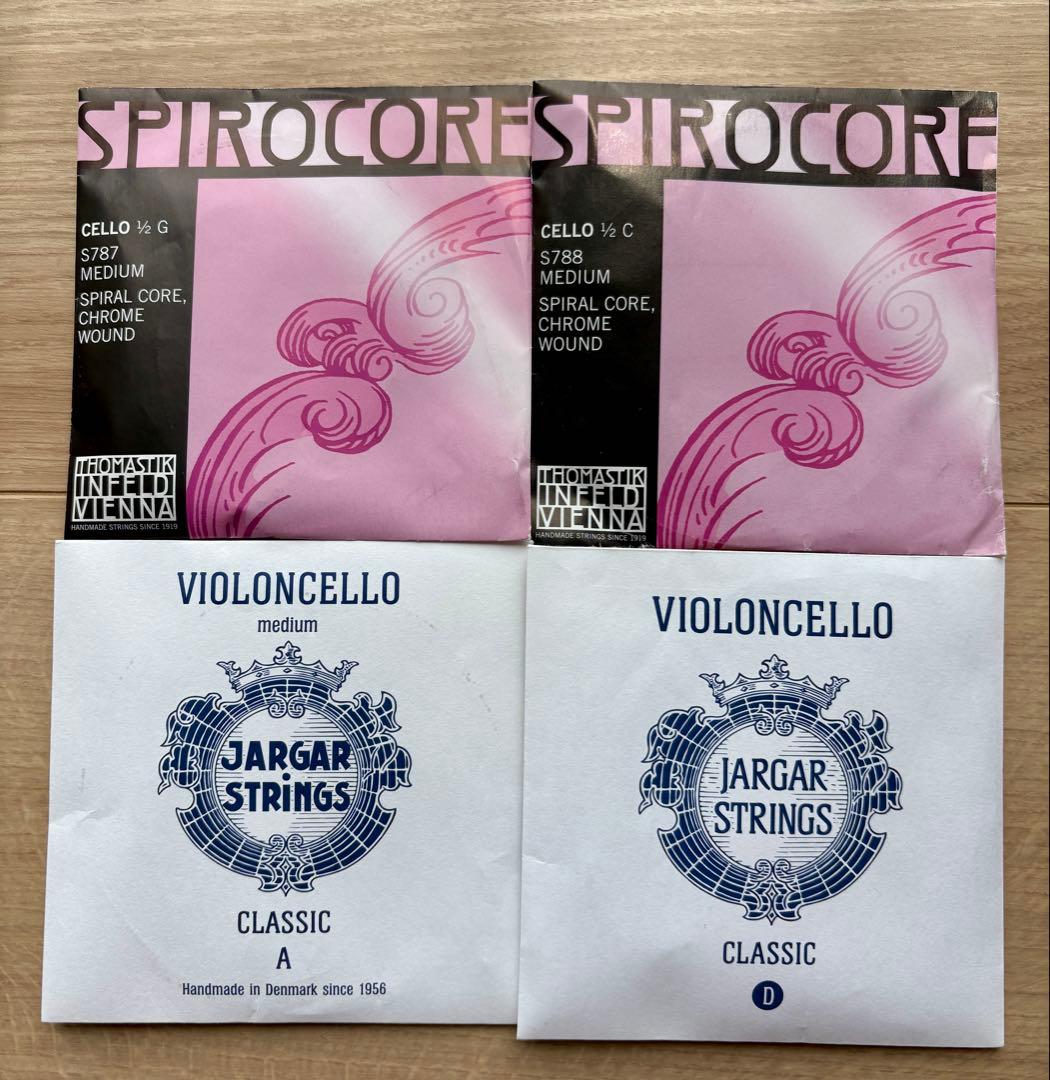 SPIROCORE
CELLO ½ G
S787
MEDIUM
SPIRAL CORE,
CHROME
WOUND
THOMASTIK
INFELD
VIENNA
HANDMADE STRINGS SINCE 1919
SPIROCORE
CELLO ½ C
S788
MEDIUM
SPIRAL CORE,
CHROME
WOUND
THOMASTIK
INFELD
VIENNA
HANDMADE STRINGS SINCE 1919
VIOLONCELLO
medium
JARGAR
STRiNGS
CLASSIC
A
Handmade in Denmark since 1956
VIOLONCELLO
JARGAR
STRINGS
CLASSIC
D